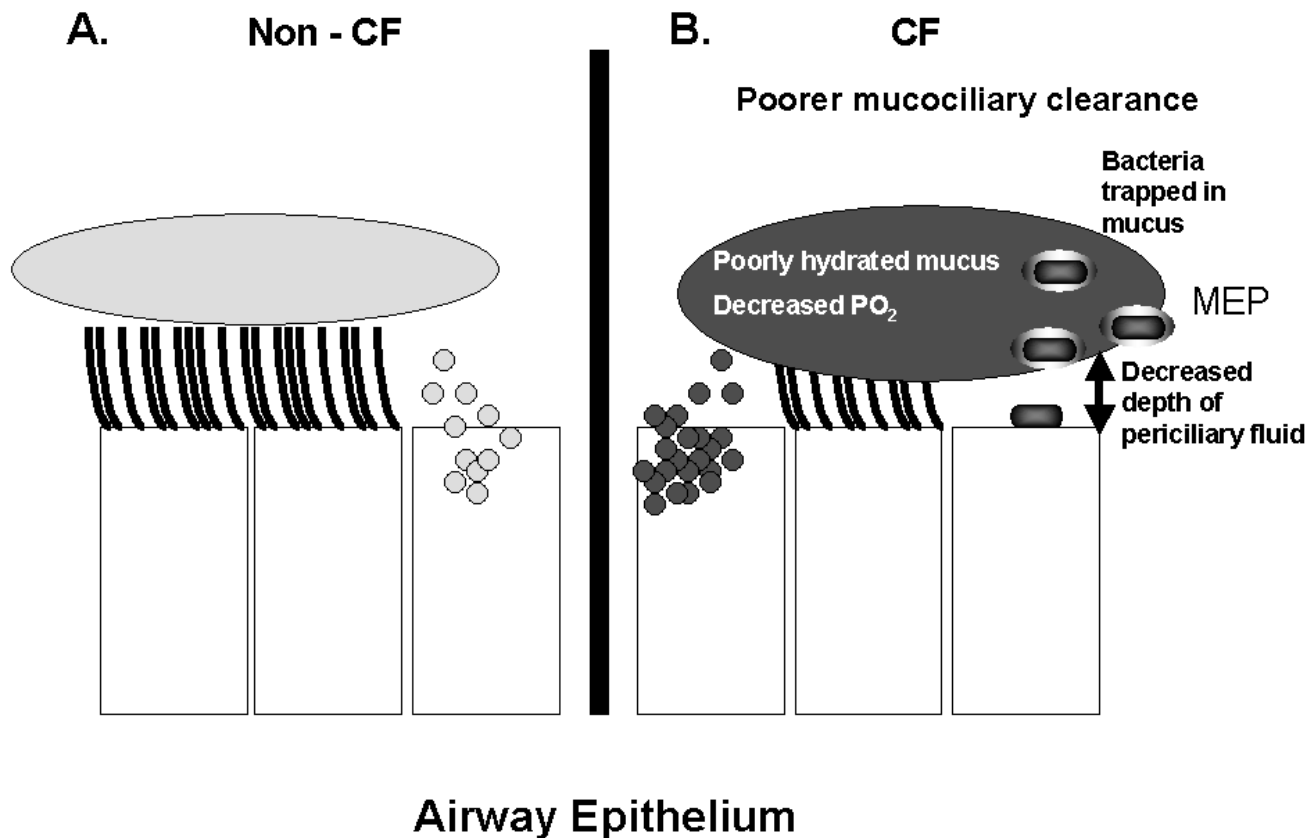 A. Non - CF
B. CF
Poorer mucociliary clearance
Bacteria
trapped in
mucus
Poorly hydrated mucus
Decreased PO₂
MEP
Decreased
depth of
periciliary fluid
Airway Epithelium